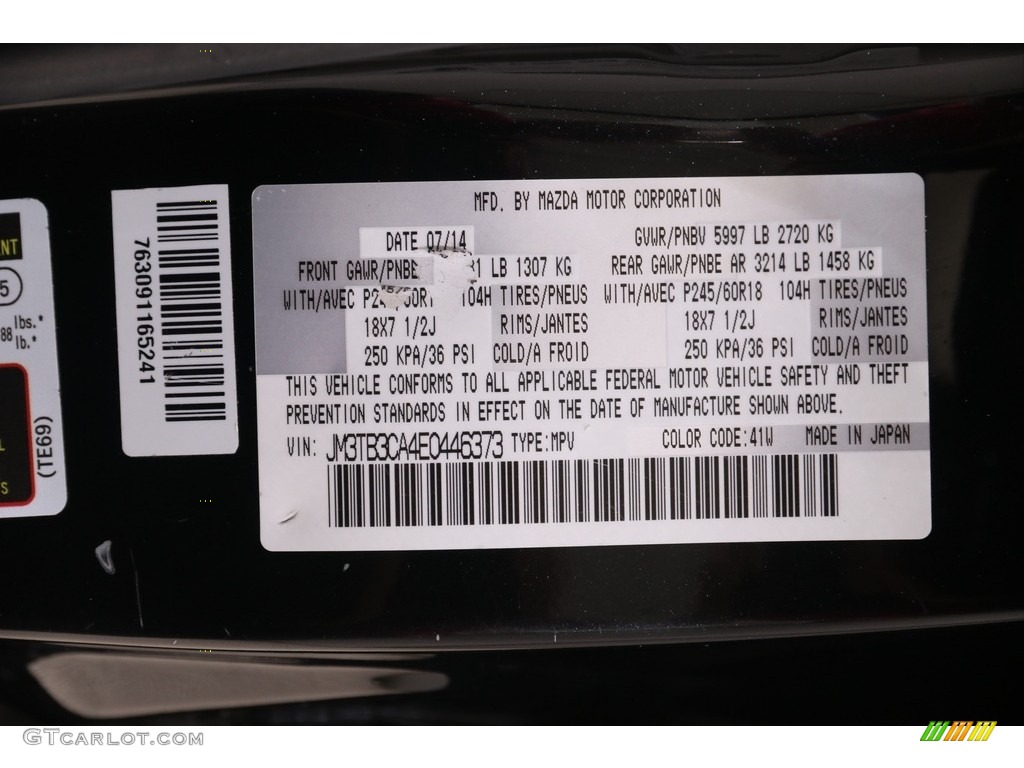 MFD. BY MAZDA MOTOR CORPORATION
DATE 07/14 GVWR/PNBV 5997 LB 2720 KG
FRONT GAWR/PNBE LB 1307 KG REAR GAWR/PNBE AR 3214 LB 1458 KG
WITH/AVEC 104H TIRES/PNEUS WITH/AVEC P245/60R18 104H TIRES/PNEUS
18X7 1/2J RIMS/JANTES 18X7 1/2J RIMS/JANTES
250 KPA/36 PSI COLD/A FROID 250 KPA/36 PSI COLD/A FROID
THIS VEHICLE CONFORMS TO ALL APPLICABLE FEDERAL MOTOR VEHICLE SAFETY AND THEFT
PREVENTION STANDARDS IN EFFECT ON THE DATE OF MANUFACTURE SHOWN ABOVE.
VIN: JM3TB3CA4E0446373 TYPE:MPV COLOR CODE:41W MADE IN JAPAN
763091165241
5
lbs.*
88 lb.*
(TE69)
GTcarlot.com